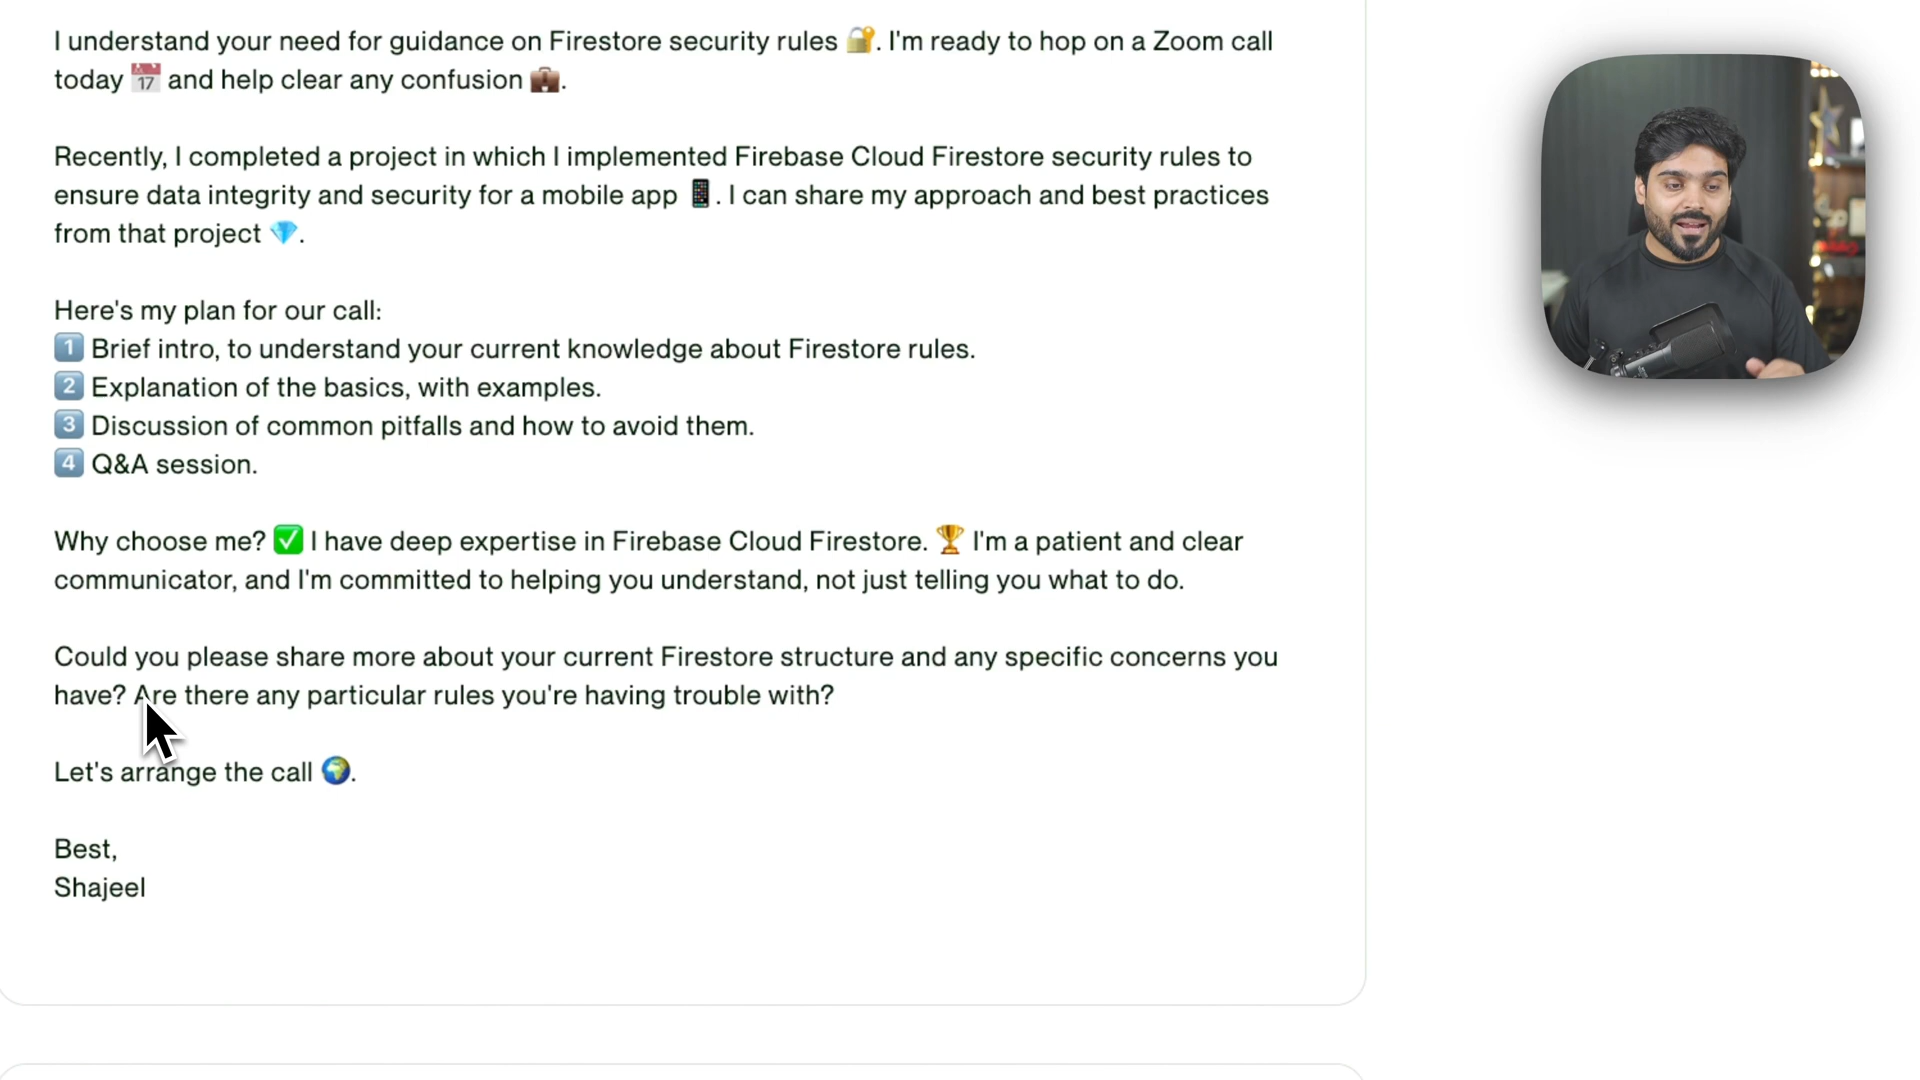 I understand your need for guidance on Firestore security rules 🔐. I'm ready to hop on a Zoom call
today 📅 and help clear any confusion 💼.
Recently, I completed a project in which I implemented Firebase Cloud Firestore security rules to
ensure data integrity and security for a mobile app 📱. I can share my approach and best practices
from that project 💎.
Here's my plan for our call:
1️⃣ Brief intro, to understand your current knowledge about Firestore rules.
2️⃣ Explanation of the basics, with examples.
3️⃣ Discussion of common pitfalls and how to avoid them.
4️⃣ Q&A session.
Why choose me? ✅ I have deep expertise in Firebase Cloud Firestore. 🏆 I'm a patient and clear
communicator, and I'm committed to helping you understand, not just telling you what to do.
Could you please share more about your current Firestore structure and any specific concerns you
have? Are there any particular rules you're having trouble with?
Let's arrange the call 🌍.
Best,
Shajeel